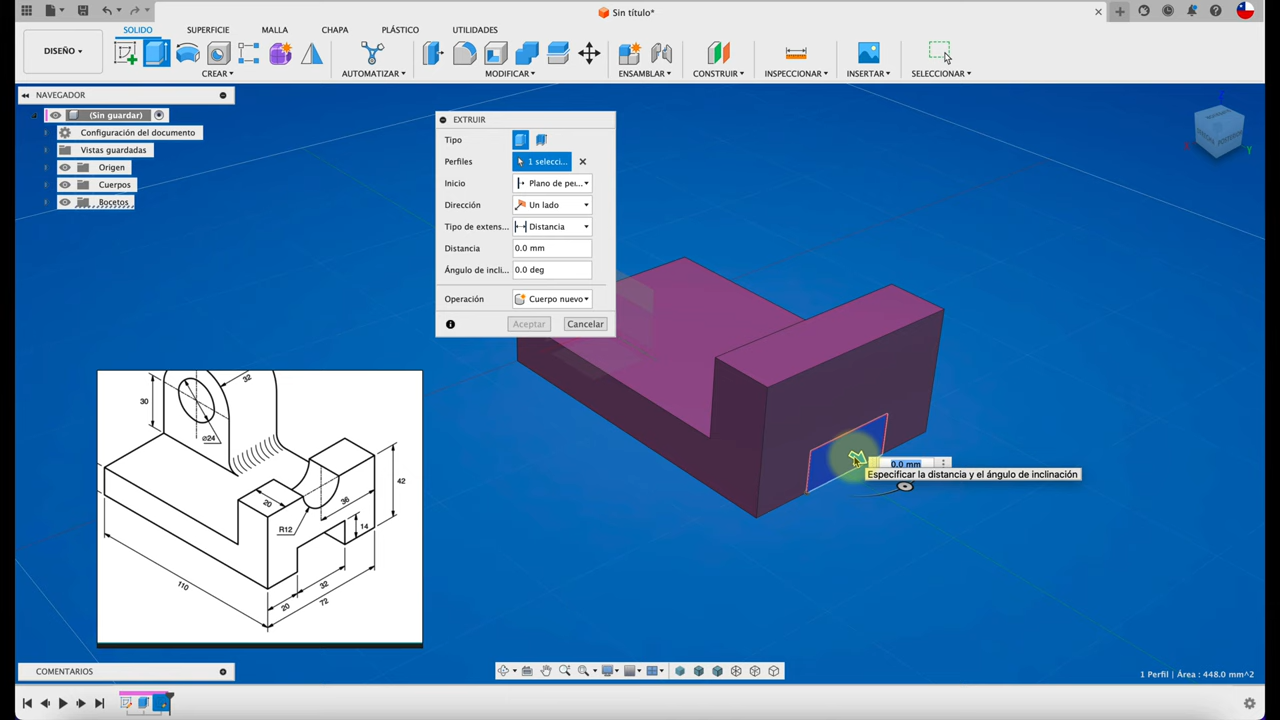 Sin título*
DISEÑO
SOLIDO
SUPERFICIE
MALLA
CHAPA
PLÁSTICO
UTILIDADES
CREAR
AUTOMATIZAR
MODIFICAR
ENSAMBLAR
CONSTRUIR
INSPECCIONAR
INSERTAR
SELECCIONAR
NAVEGADOR
(Sin guardar)
Configuración del documento
Vistas guardadas
Origen
Cuerpos
Bocetos
EXTRUIR
Tipo
Perfiles
1 selecci...
Inicio
Plano de per...
Dirección
Un lado
Tipo de extens...
Distancia
Distancia
0.0 mm
Ángulo de incli...
0.0 deg
Operación
Cuerpo nuevo
Aceptar
Cancelar
0.0 mm
Especificar la distancia y el ángulo de inclinación
Z
Y
32
30
⌀24
20
36
42
R12
14
110
32
20
72
COMENTARIOS
1 Perfil | Área : 448.0 mm^2